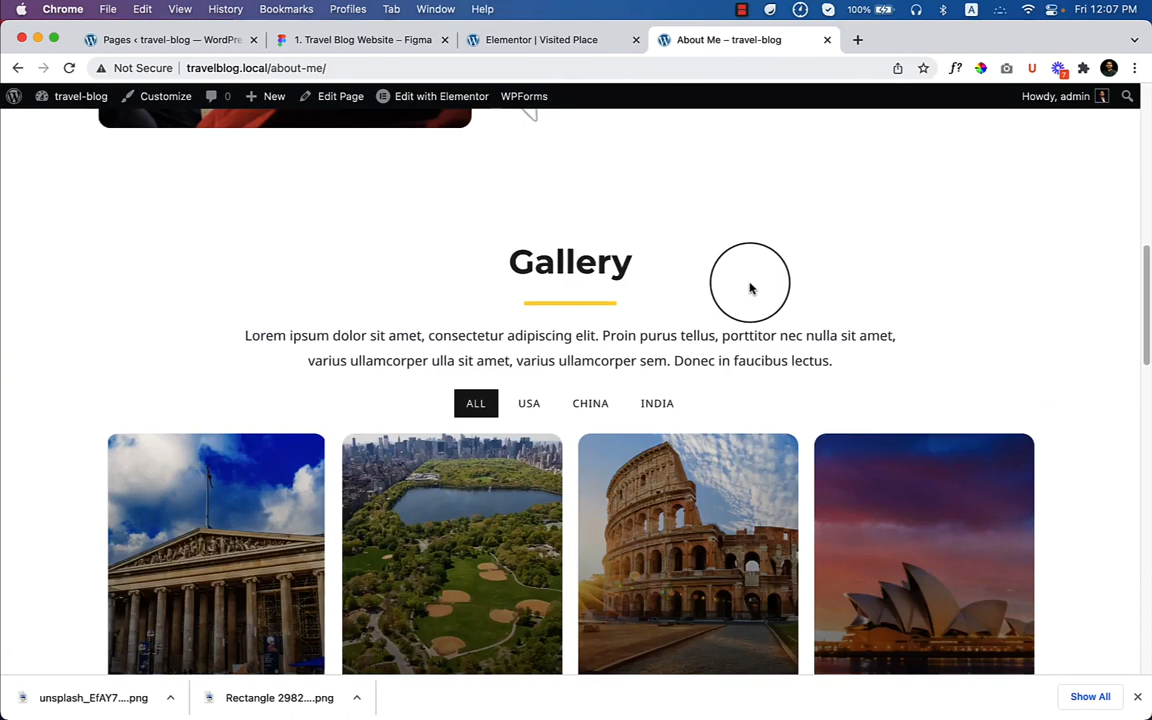 Chrome File Edit View History Bookmarks Profiles Tab Window Help 100% A Fri 12:07 PM
Pages ‹ travel-blog — WordPre
1. Travel Blog Website – Figma
Elementor | Visited Place
About Me – travel-blog
Not Secure travelblog.local/about-me/ f? U 7
travel-blog Customize 0 New Edit Page Edit with Elementor WPForms Howdy, admin
Gallery
Lorem ipsum dolor sit amet, consectetur adipiscing elit. Proin purus tellus, porttitor nec nulla sit amet,
varius ullamcorper ulla sit amet, varius ullamcorper sem. Donec in faucibus lectus.
ALL USA CHINA INDIA
unsplash_EfAY7....png Rectangle 2982....png Show All